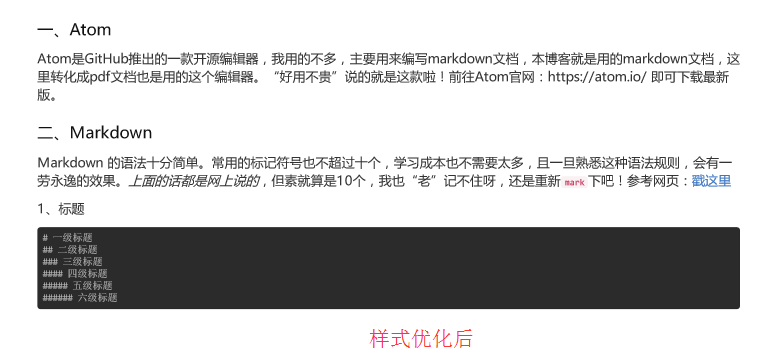 一、Atom
Atom是GitHub推出的一款开源编辑器，我用的不多，主要用来编写markdown文档，本博客就是用的markdown文档，这
里转化成pdf文档也是用的这个编辑器。“好用不贵”说的就是这款啦！前往Atom官网：https://atom.io/ 即可下载最新
版。
二、Markdown
Markdown 的语法十分简单。常用的标记符号也不超过十个，学习成本也不需要太多，且一旦熟悉这种语法规则，会有一
劳永逸的效果。上面的话都是网上说的，但素就算是10个，我也“老”记不住呀，还是重新 mark 下吧！参考网页：戳这里
1、标题
# 一级标题
## 二级标题
### 三级标题
#### 四级标题
##### 五级标题
###### 六级标题
样式优化后